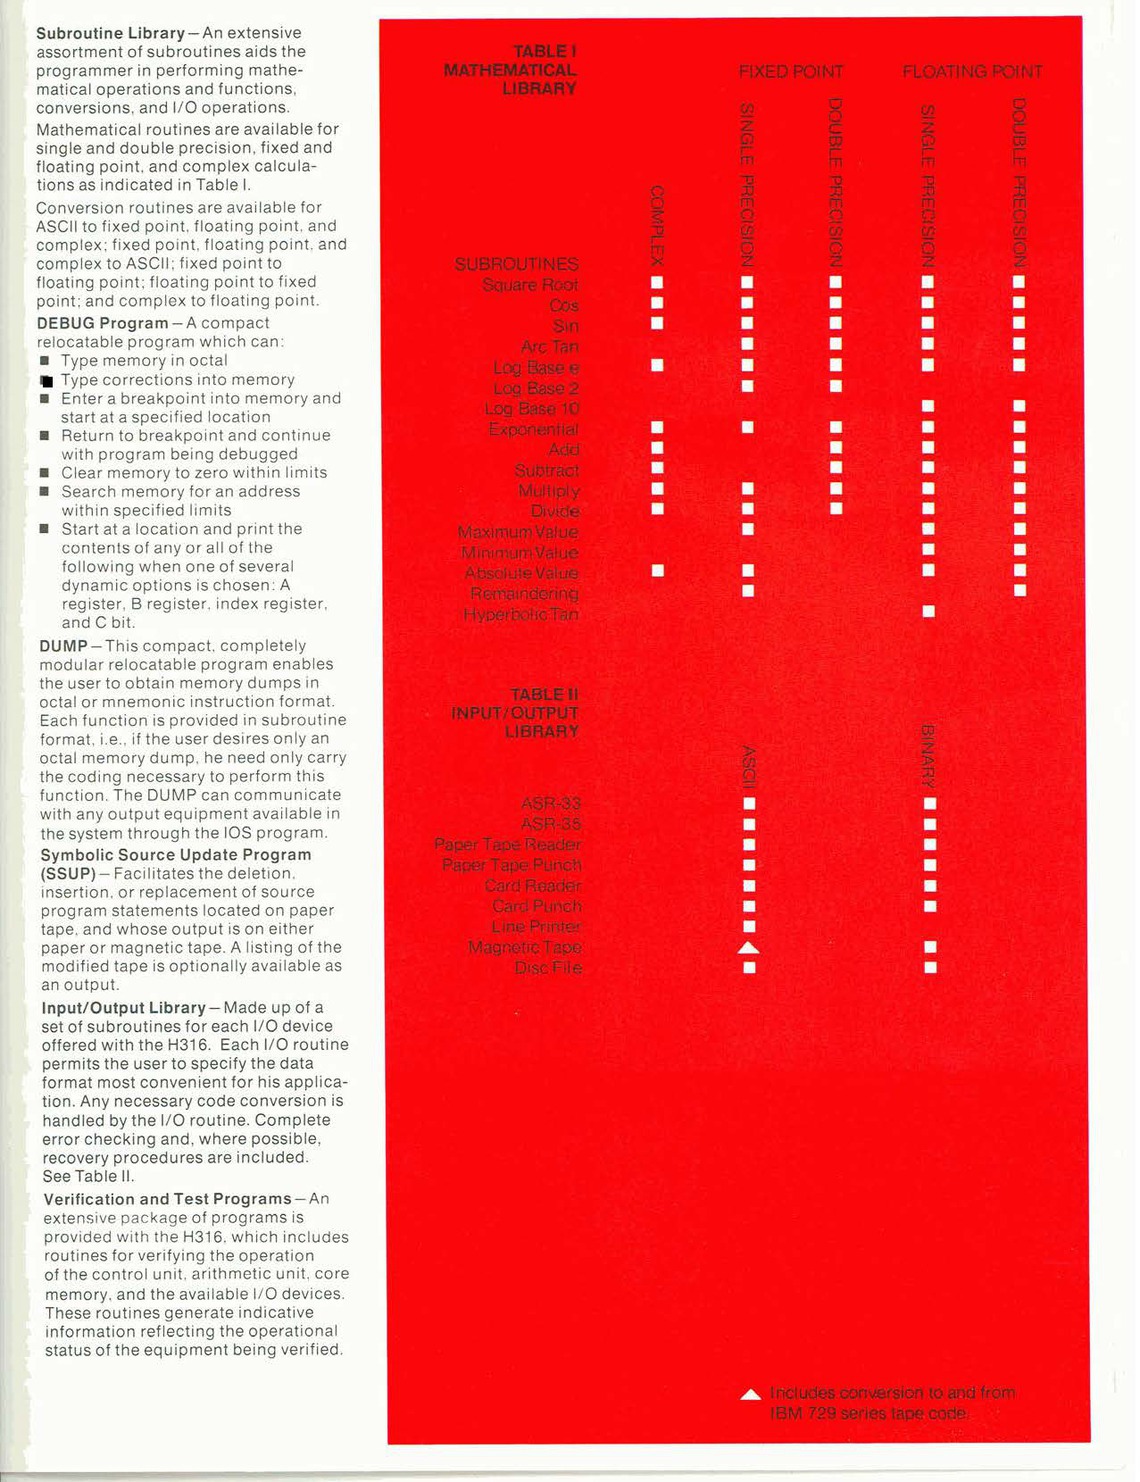 Subroutine Library—An extensive
assortment of subroutines aids the
programmer in performing mathe-
matical operations and functions,
conversions, and I/O operations.
Mathematical routines are available for
single and double precision, fixed and
floating point, and complex calcula-
tions as indicated in Table I.
Conversion routines are available for
ASCII to fixed point, floating point, and
complex; fixed point, floating point, and
complex to ASCII; fixed point to
floating point; floating point to fixed
point; and complex to floating point.
DEBUG Program—A compact
relocatable program which can:
■ Type memory in octal
■ Type corrections into memory
■ Enter a breakpoint into memory and
start at a specified location
■ Return to breakpoint and continue
with program being debugged
■ Clear memory to zero within limits
■ Search memory for an address
within specified limits
■ Start at a location and print the
contents of any or all of the
following when one of several
dynamic options is chosen: A
register, B register, index register,
and C bit.
DUMP—This compact, completely
modular relocatable program enables
the user to obtain memory dumps in
octal or mnemonic instruction format.
Each function is provided in subroutine
format, i.e., if the user desires only an
octal memory dump, he need only carry
the coding necessary to perform this
function. The DUMP can communicate
with any output equipment available in
the system through the IOS program.
Symbolic Source Update Program
(SSUP)—Facilitates the deletion,
insertion, or replacement of source
program statements located on paper
tape, and whose output is on either
paper or magnetic tape. A listing of the
modified tape is optionally available as
an output.
Input/Output Library—Made up of a
set of subroutines for each I/O device
offered with the H316. Each I/O routine
permits the user to specify the data
format most convenient for his applica-
tion. Any necessary code conversion is
handled by the I/O routine. Complete
error checking and, where possible,
recovery procedures are included.
See Table II.
Verification and Test Programs—An
extensive package of programs is
provided with the H316, which includes
routines for verifying the operation
of the control unit, arithmetic unit, core
memory, and the available I/O devices.
These routines generate indicative
information reflecting the operational
status of the equipment being verified.
TABLE I
MATHEMATICAL
LIBRARY
FIXED POINT
FLOATING POINT
COMPLEX
SINGLE PRECISION
DOUBLE PRECISION
SINGLE PRECISION
DOUBLE PRECISION
SUBROUTINES
Square Root ■ ■ ■ ■ ■
Cos ■ ■ ■ ■ ■
Sin ■ ■ ■ ■ ■
Arc Tan ■ ■ ■ ■
Log Base e ■ ■ ■ ■ ■
Log Base 2 ■ ■
Log Base 10 ■ ■
Exponential ■ ■ ■ ■ ■
Add ■ ■ ■ ■
Subtract ■ ■ ■ ■
Multiply ■ ■ ■ ■ ■
Divide ■ ■ ■ ■ ■
Maximum Value ■ ■ ■
Minimum Value ■ ■
Absolute Value ■ ■ ■ ■
Remaindering ■ ■
Hyperbolic Tan ■
TABLE II
INPUT/OUTPUT
LIBRARY
ASCII
BINARY
ASR-33 ■ ■
ASR-35 ■ ■
Paper Tape Reader ■ ■
Paper Tape Punch ■ ■
Card Reader ■ ■
Card Punch ■ ■
Line Printer ■
Magnetic Tape ▲ ■
Disc File ■ ■
▲ Includes conversion to and from
IBM 729 series tape code.